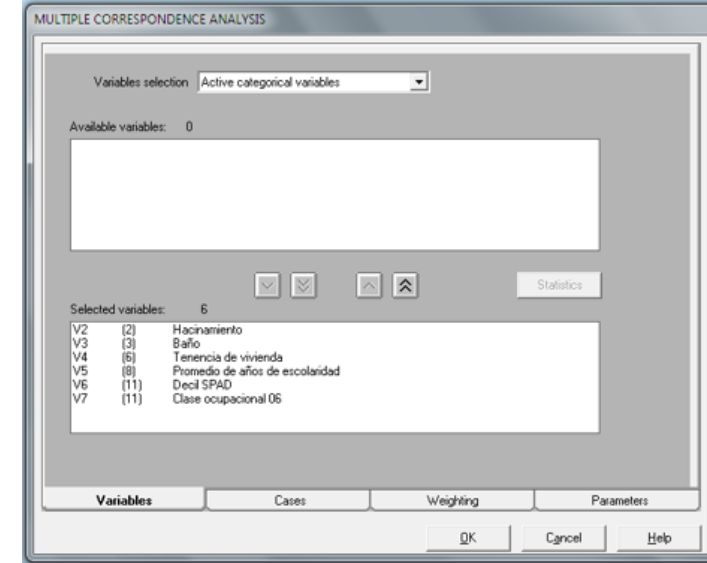 MULTIPLE CORRESPONDENCE ANALYSIS
Variables selection Active categorical variables
Available variables: 0
Statistics
Selected variables: 6
V2 (2) Hacinamiento
V3 (3) Baño
V4 (6) Tenencia de vivienda
V5 (8) Promedio de años de escolaridad
V6 (11) Decil SPAD
V7 (11) Clase ocupacional 06
Variables Cases Weighting Parameters
OK Cancel Help